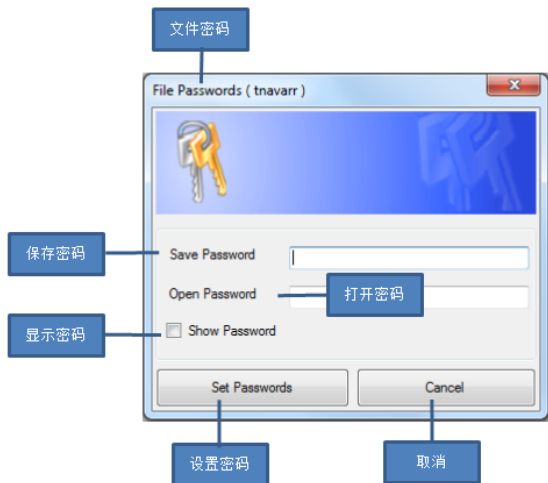 文件密码
File Passwords ( tnavarr )
保存密码
Save Password
Open Password
打开密码
显示密码
Show Password
Set Passwords
Cancel
设置密码
取消